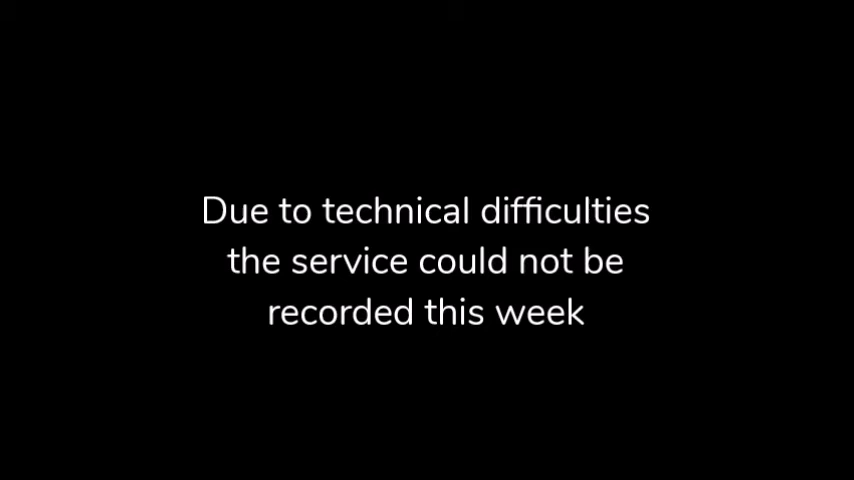 Due to technical difficulties
the service could not be
recorded this week